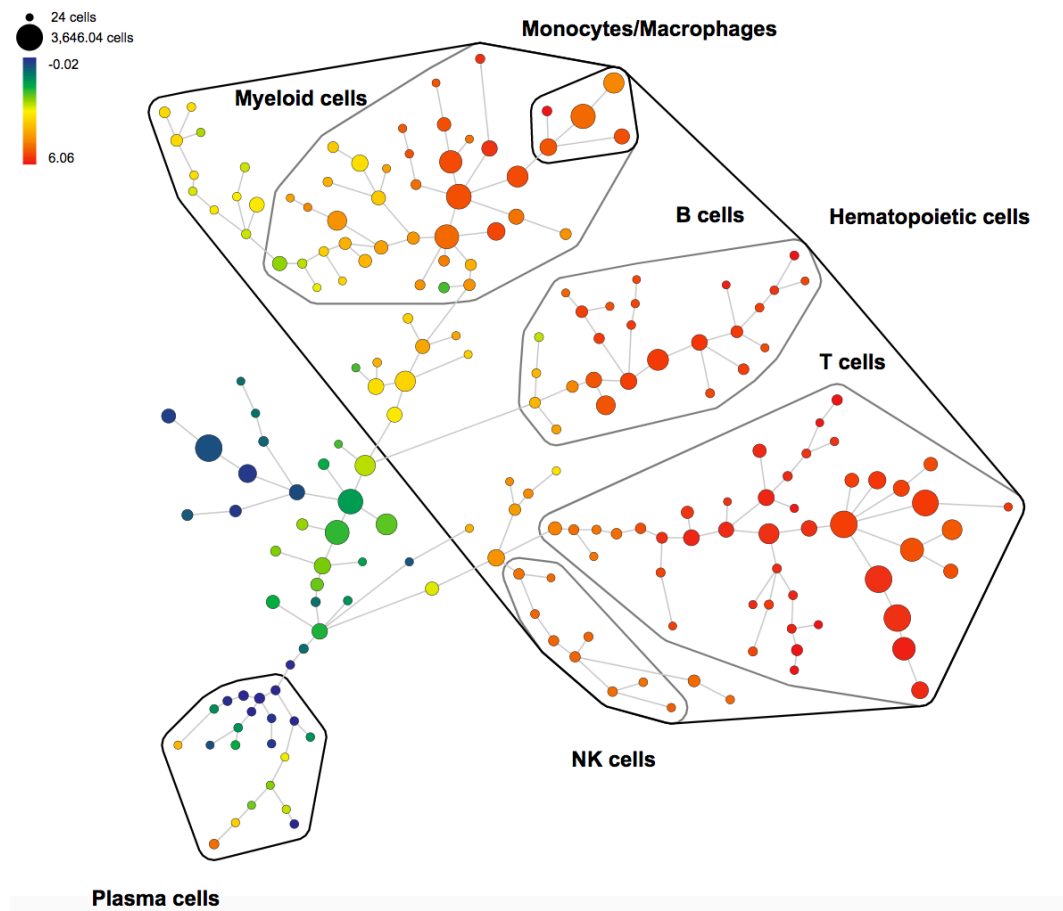 24 cells
3,646.04 cells
-0.02
6.06
Monocytes/Macrophages
Myeloid cells
B cells
Hematopoietic cells
T cells
NK cells
Plasma cells